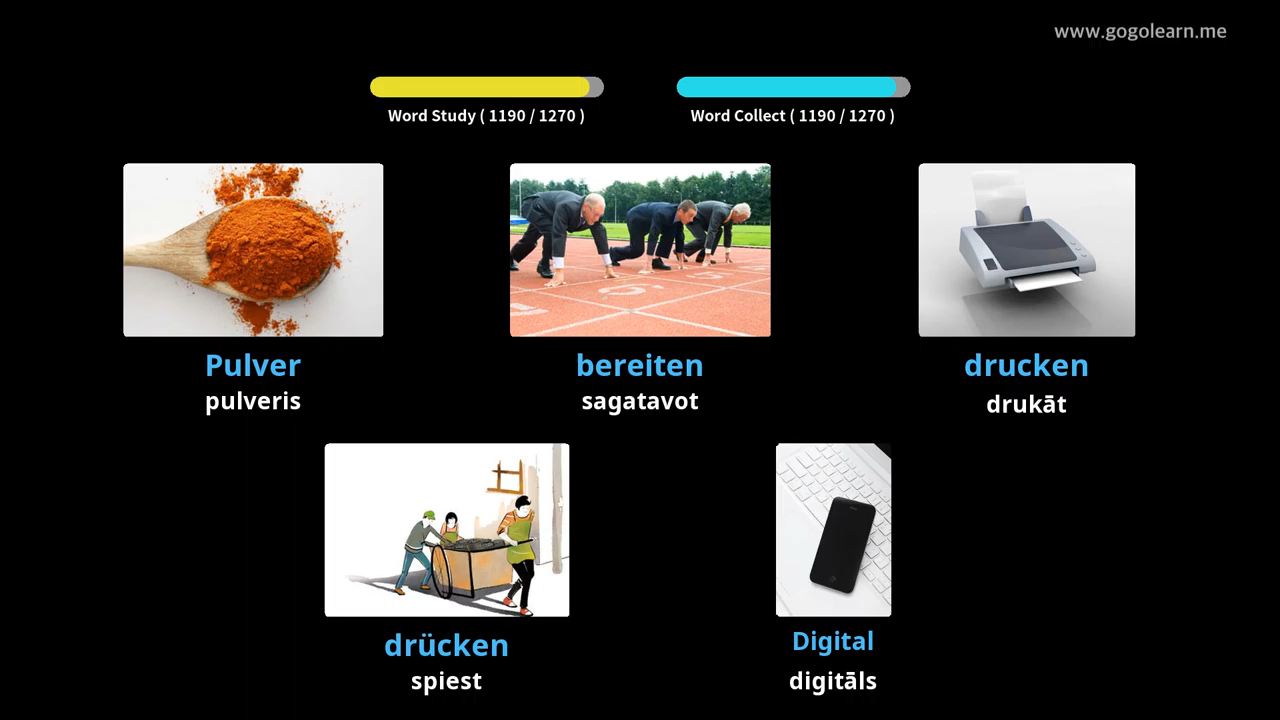 www.gogolearn.me
Word Study ( 1190 / 1270 )
Word Collect ( 1190 / 1270 )
Pulver
pulveris
bereiten
sagatavot
drucken
drukāt
drücken
spiest
Digital
digitāls